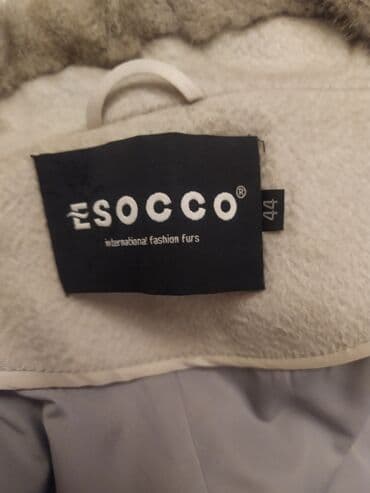 ESOCCO®
international fashion furs
44